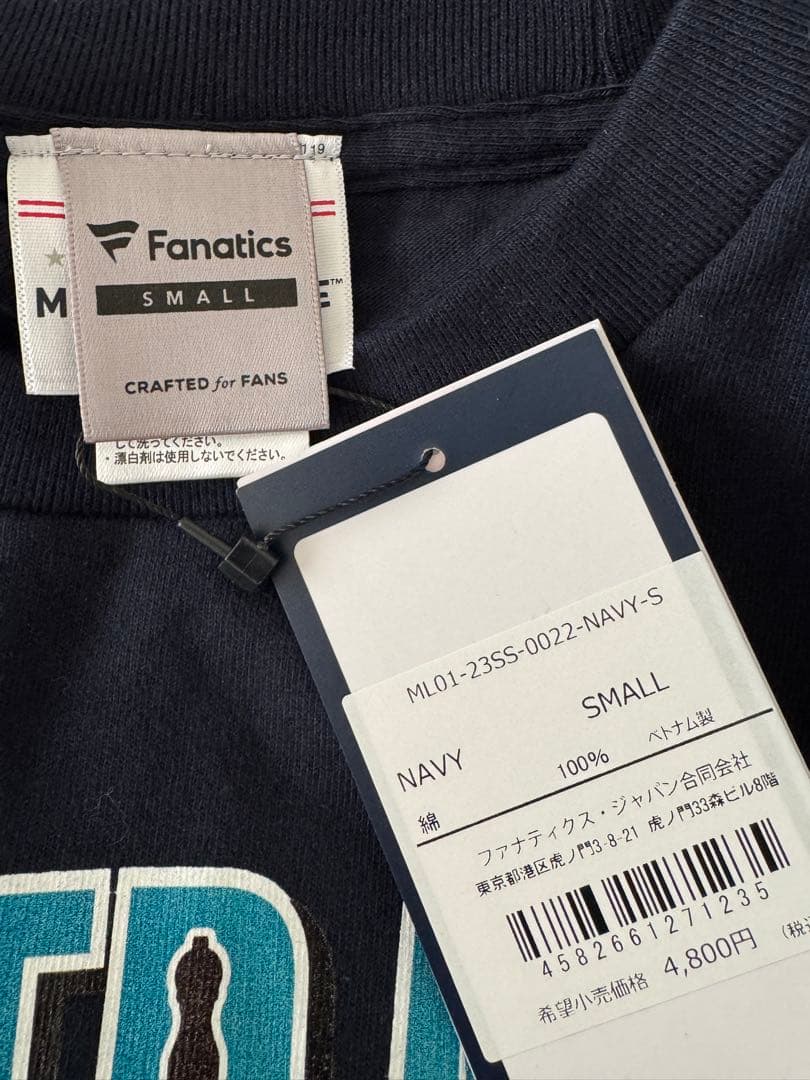 119
Fanatics
SMALL
CRAFTED for FANS
M
E™
して洗ってください。
・漂白剤は使用しないでください。
ML01-23SS-0022-NAVY-S
SMALL
NAVY
綿 100% ベトナム製
ファナティクス・ジャパン合同会社
東京都港区虎ノ門3-8-21 虎ノ門33森ビル8階
4582661271235
希望小売価格 4,800円 (税込